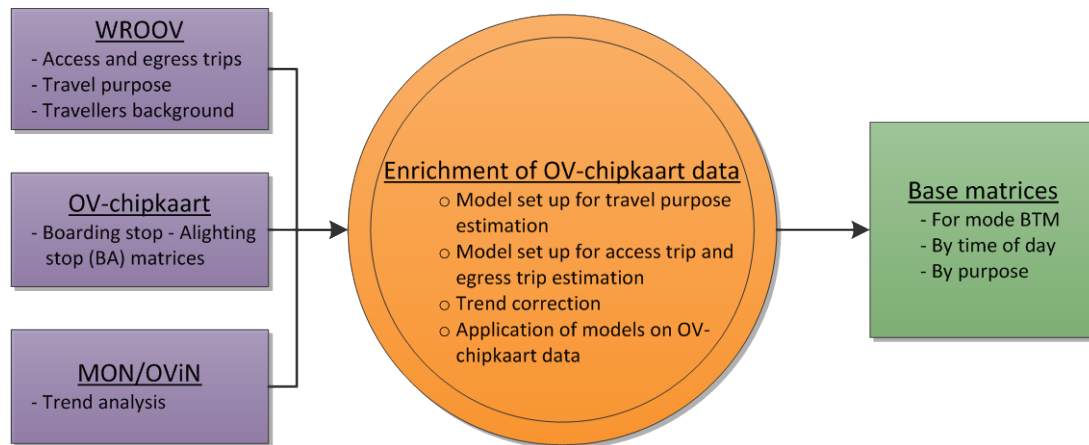 WROOV
- Access and egress trips
- Travel purpose
- Travellers background
OV-chipkaart
- Boarding stop - Alighting
stop (BA) matrices
MON/OViN
- Trend analysis
Enrichment of OV-chipkaart data
o Model set up for travel purpose
estimation
o Model set up for access trip and
egress trip estimation
o Trend correction
o Application of models on OV-
chipkaart data
Base matrices
- For mode BTM
- By time of day
- By purpose